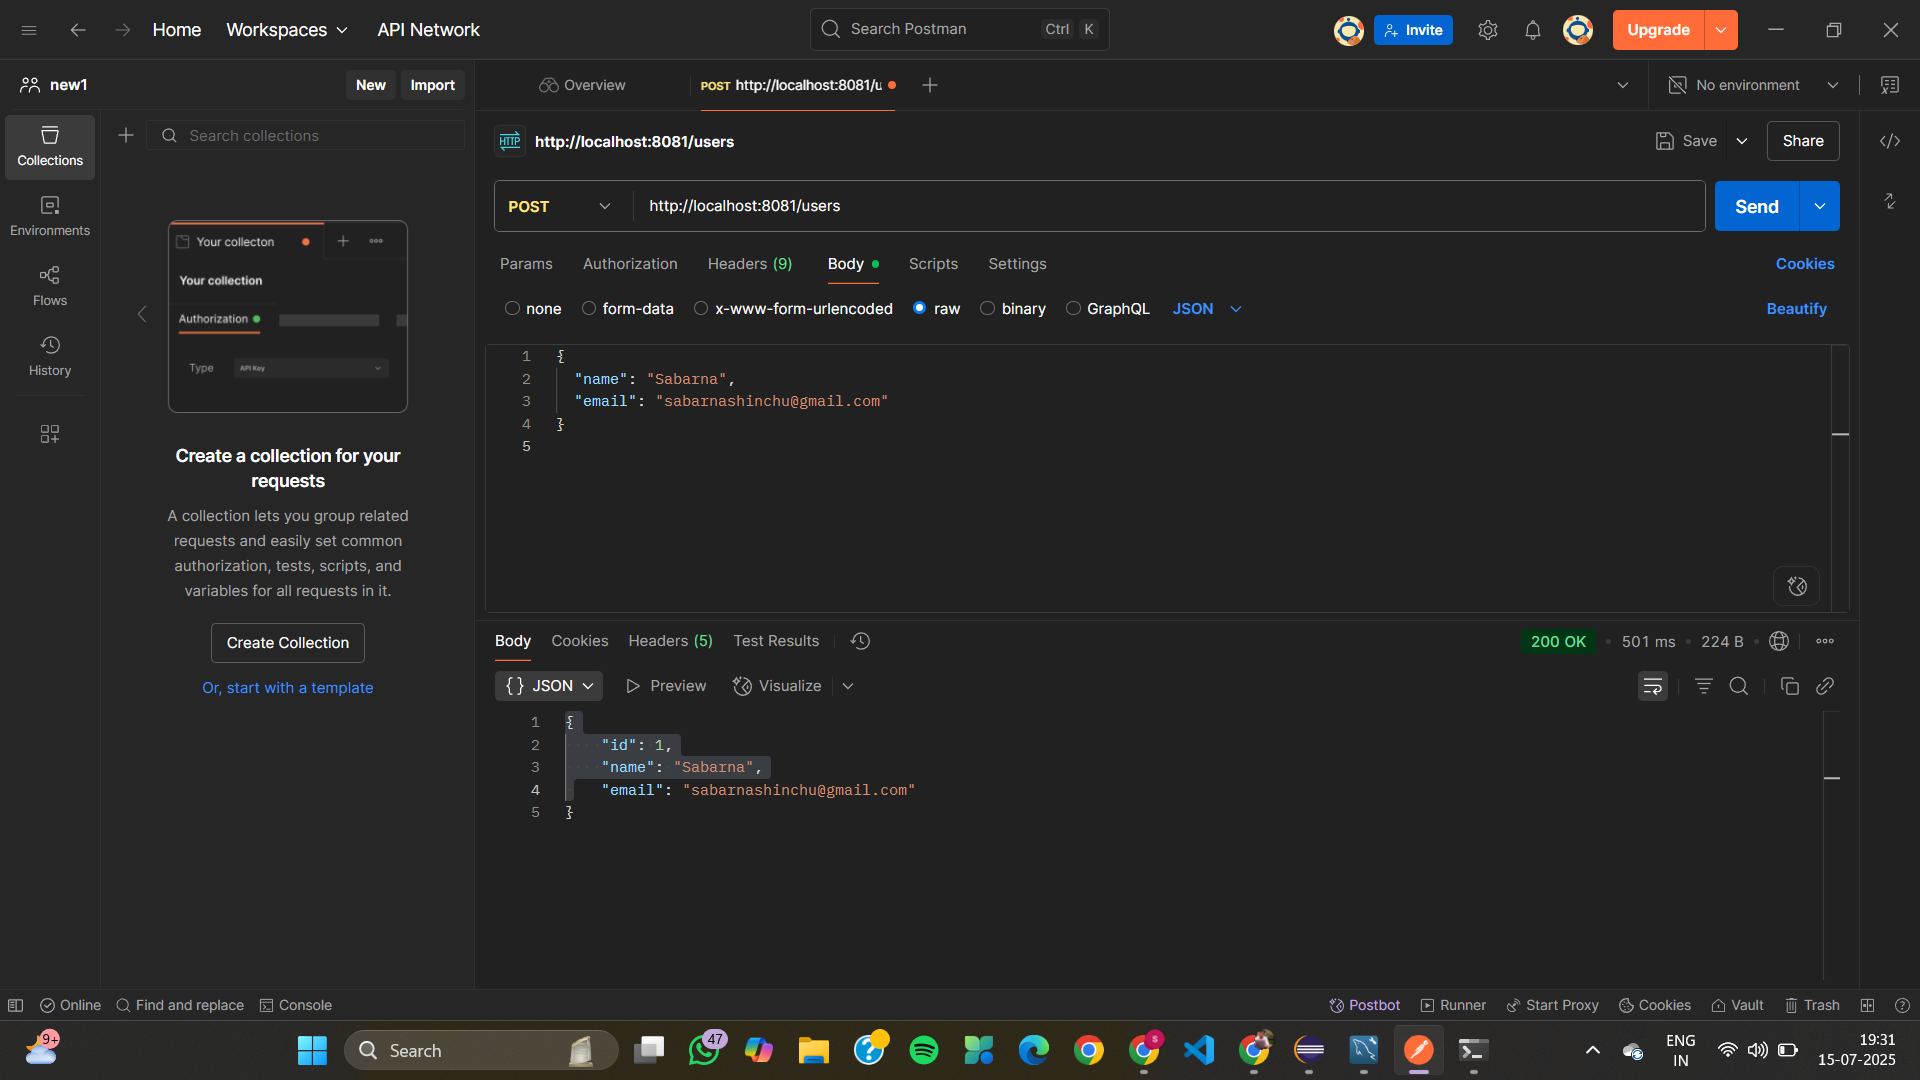 Home Workspaces API Network Search Postman Ctrl K Invite Upgrade
new1 New Import Overview POST http://localhost:8081/u No environment
Search collections
Collections
Environments
Flows
History
Your collecton
Your collection
Authorization
Type API Key
Create a collection for your
requests
A collection lets you group related
requests and easily set common
authorization, tests, scripts, and
variables for all requests in it.
Create Collection
Or, start with a template
HTTP http://localhost:8081/users Save Share
POST http://localhost:8081/users Send
Params Authorization Headers (9) Body Scripts Settings Cookies
none form-data x-www-form-urlencoded raw binary GraphQL JSON Beautify
1 {
2 "name": "Sabarna",
3 "email": "sabarnashinchu@gmail.com"
4 }
5
Body Cookies Headers (5) Test Results 200 OK 501 ms 224 B
{} JSON Preview Visualize
1 {
2 "id": 1,
3 "name": "Sabarna",
4 "email": "sabarnashinchu@gmail.com"
5 }
Online Find and replace Console Postbot Runner Start Proxy Cookies Vault Trash
9+ Search 47 s ENG 19:31
IN 15-07-2025